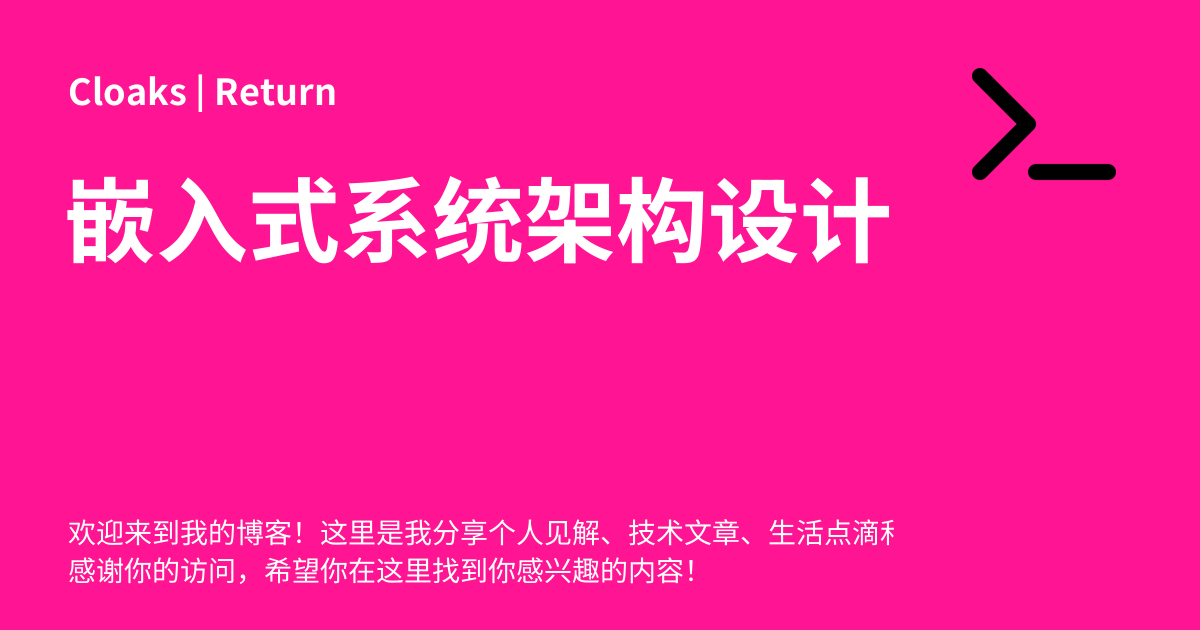 Cloaks | Return
嵌入式系统架构设计
欢迎来到我的博客！这里是我分享个人见解、技术文章、生活点滴
感谢你的访问，希望你在这里找到你感兴趣的内容！